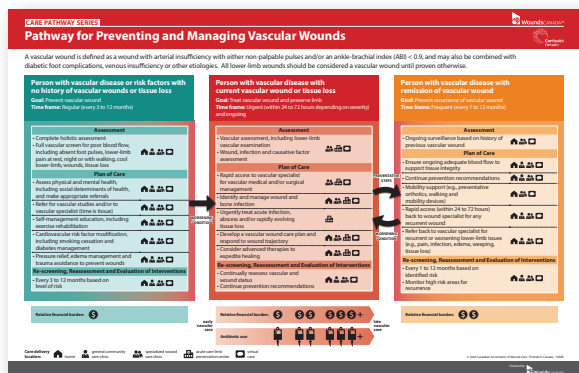 CARE PATHWAY SERIES
Pathway for Preventing and Managing Vascular Wounds
WoundsCANADA
CarHealth
Ontario
A vascular wound is defined as a wound with arterial insufficiency with either non-palpable pulses and/or an ankle-brachial index (ABI) < 0.9, and may also be combined with
diabetic foot complications, venous insufficiency or other etiologies. All lower-limb wounds should be considered a vascular wound until proven otherwise.
Person with vascular disease or risk factors with
no history of vascular wounds or tissue loss
Goal: Prevent vascular wound
Time frame: Regular (every 3 to 12 months)
Assessment
• Complete holistic assessment
• Full vascular screen for poor blood flow,
including absent foot pulses, lower-limb
pain at rest, night or with walking, cool
lower-limb, wounds, tissue loss
Plan of Care
• Assess physical and mental health,
including social determinants of health,
and make appropriate referrals
• Refer for vascular studies and/or to
vascular specialist (time is tissue)
• Self-management education, including
exercise rehabilitation
• Cardiovascular risk factor modification,
including smoking cessation and
diabetes management
• Pressure relief, edema management and
trauma avoidance to prevent wounds
Re-screening, Reassessment and Evaluation of Interventions
• Every 3 to 12 months based on
level of risk
WORSENING
CONDITION
Person with vascular disease with
current vascular wound or tissue loss
Goal: Treat vascular wound and preserve limb
Time frame: Urgent (within 24 to 72 hours depending on severity)
and ongoing
Assessment
• Vascular assessment, including lower-limb
vascular examination
• Wound, infection and causative factor
assessment
Plan of Care
• Rapid access to vascular specialist
for vascular medical and/or surgical
management
• Identify and manage wound and
bone infection
• Urgently treat acute infection,
abscess and/or rapidly evolving
tissue loss
• Develop a vascular wound care plan and
respond to wound trajectory
• Consider advanced therapies to
expedite healing
Re-screening, Reassessment and Evaluation of Interventions
• Continually reassess vascular and
wound status
• Continue prevention recommendations
PREVENTATIVE
STEPS
WORSENING
CONDITION
Person with vascular disease with
remission of vascular wound
Goal: Prevent recurrence of vascular wound
Time frame: Frequent (every 1 to 12 months)
Assessment
• Ongoing surveillance based on history of
previous vascular wound
Plan of Care
• Ensure ongoing adequate blood flow to
support tissue integrity
• Continue prevention recommendations
• Mobility support (e.g., preventative
orthotics, walking and
mobility devices)
• Rapid access (within 24 to 72 hours)
back to wound specialist for any
recurrent wound
• Refer back to vascular specialist for
recurrent or worsening lower-limb issues
(e.g., pain, infection, edema, weeping,
tissue loss)
Re-screening, Reassessment and Evaluation of Interventions
• Every 1 to 12 months based on
identified risk
• Monitor high risk areas for
recurrence
Relative financial burden: $
early
vascular
care
Relative financial burden: $ $$ $$$+
Antibiotic use:
+
late
vascular
care
Relative financial burden: $$
Care delivery
location:
home
general community
care clinic
specialized wound
care clinic
acute care limb
preservation center
virtual
care
Powered by
WoundsCANADA